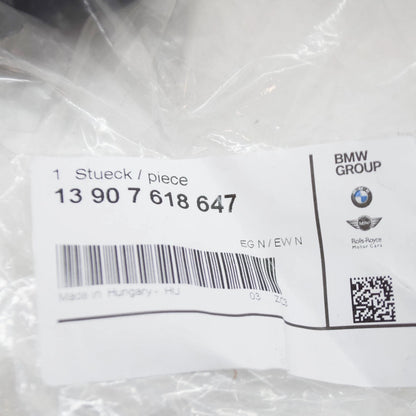 1 Stueck / piece
13 90 7 618 647
EG N / EW N
Made in Hungary - HU
03
BMW
GROUP
MINI
Rolls-Royce
Motor Cars